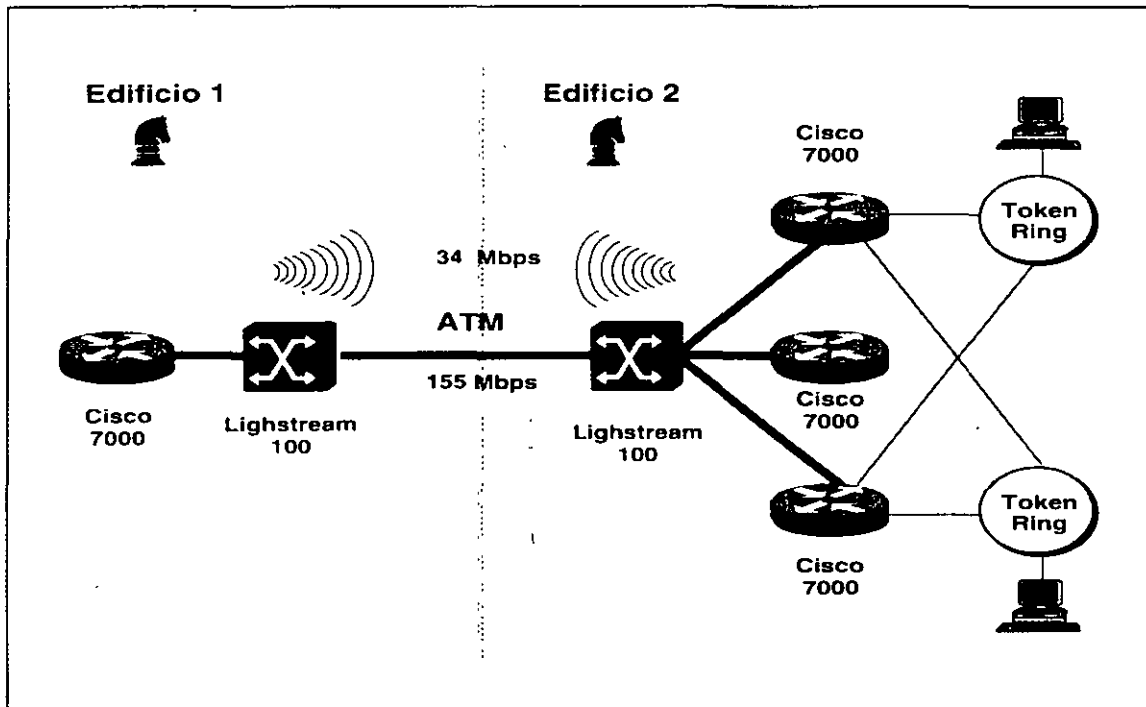 Edificio 1
Edificio 2
Cisco
7000
Token
Ring
34 Mbps
ATM
155 Mbps
Cisco
7000
Lighstream
100
Lighstream
100
Cisco
7000
Token
Ring
Cisco
7000